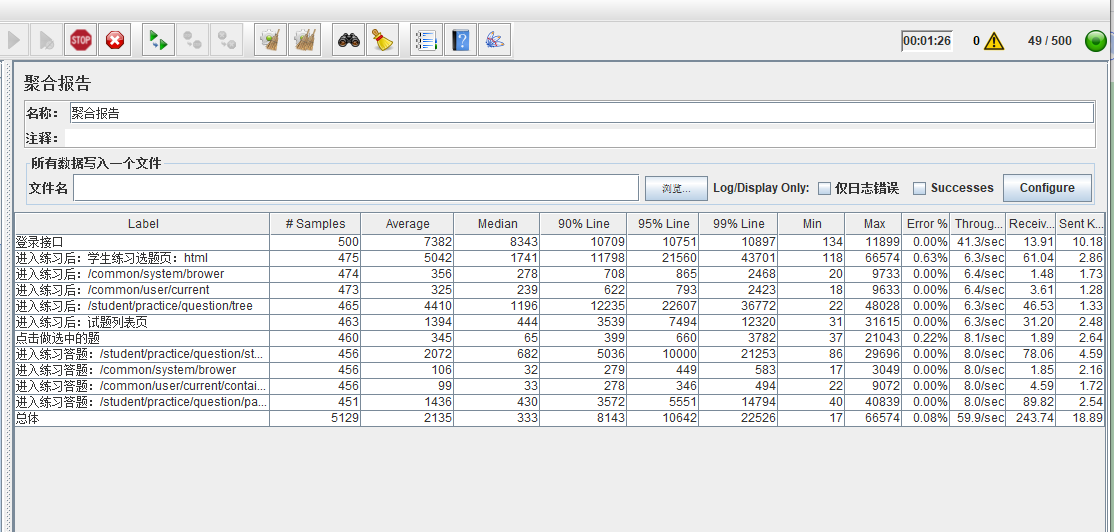 STOP 00:01:26 0 49 / 500
聚合报告
名称： 聚合报告
注释：
所有数据写入一个文件
文件名 浏览... Log/Display Only: 仅日志错误 Successes Configure
Label # Samples Average Median 90% Line 95% Line 99% Line Min Max Error % Throug... Receiv... Sent K...
登录接口 500 7382 8343 10709 10751 10897 134 11899 0.00% 41.3/sec 13.91 10.18
进入练习后：学生练习选题页：html 475 5042 1741 11798 21560 43701 118 66574 0.63% 6.3/sec 61.04 2.86
进入练习后：/common/system/brower 474 356 278 708 865 2468 20 9733 0.00% 6.4/sec 1.48 1.73
进入练习后：/common/user/current 473 325 239 622 793 2423 18 9633 0.00% 6.4/sec 3.61 1.28
进入练习后：/student/practice/question/tree 465 4410 1196 12235 22607 36772 22 48028 0.00% 6.3/sec 46.53 1.33
进入练习后：试题列表页 463 1394 444 3539 7494 12320 31 31615 0.00% 6.3/sec 31.20 2.48
点击做选中的题 460 345 65 399 660 3782 37 21043 0.22% 8.1/sec 1.89 2.64
进入练习答题：/student/practice/question/st... 456 2072 682 5036 10000 21253 86 29696 0.00% 8.0/sec 78.06 4.59
进入练习答题：/common/system/brower 456 106 32 279 449 583 17 3049 0.00% 8.0/sec 1.85 2.16
进入练习答题：/common/user/current/contai... 456 99 33 278 346 494 22 9072 0.00% 8.0/sec 4.59 1.72
进入练习答题：/student/practice/question/pa... 451 1436 430 3572 5551 14794 40 40839 0.00% 8.0/sec 89.82 2.54
总体 5129 2135 333 8143 10642 22526 17 66574 0.08% 59.9/sec 243.74 18.89